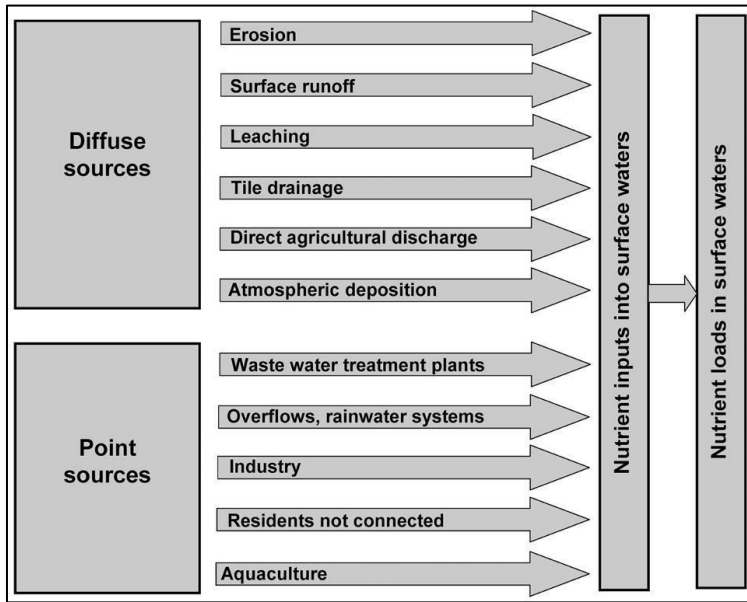 Diffuse
sources
Erosion
Surface runoff
Leaching
Tile drainage
Direct agricultural discharge
Atmospheric deposition
Point
sources
Waste water treatment plants
Overflows, rainwater systems
Industry
Residents not connected
Aquaculture
Nutrient inputs into surface waters
Nutrient loads in surface waters